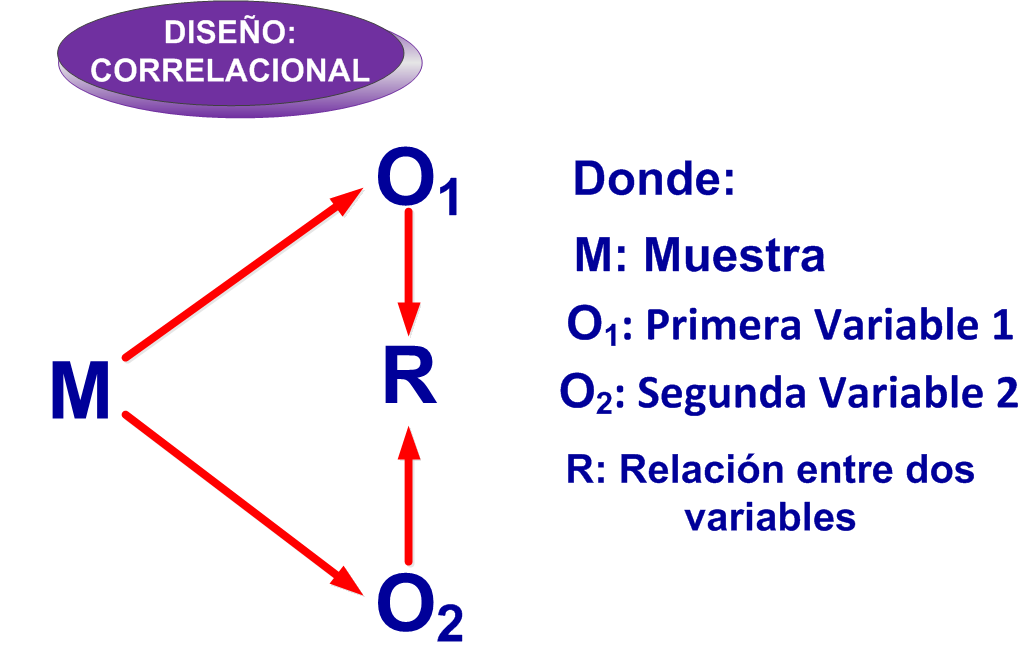 DISEÑO:
CORRELACIONAL
O₁
R
M
O₂
Donde:
M: Muestra
O₁: Primera Variable 1
O₂: Segunda Variable 2
R: Relación entre dos
variables